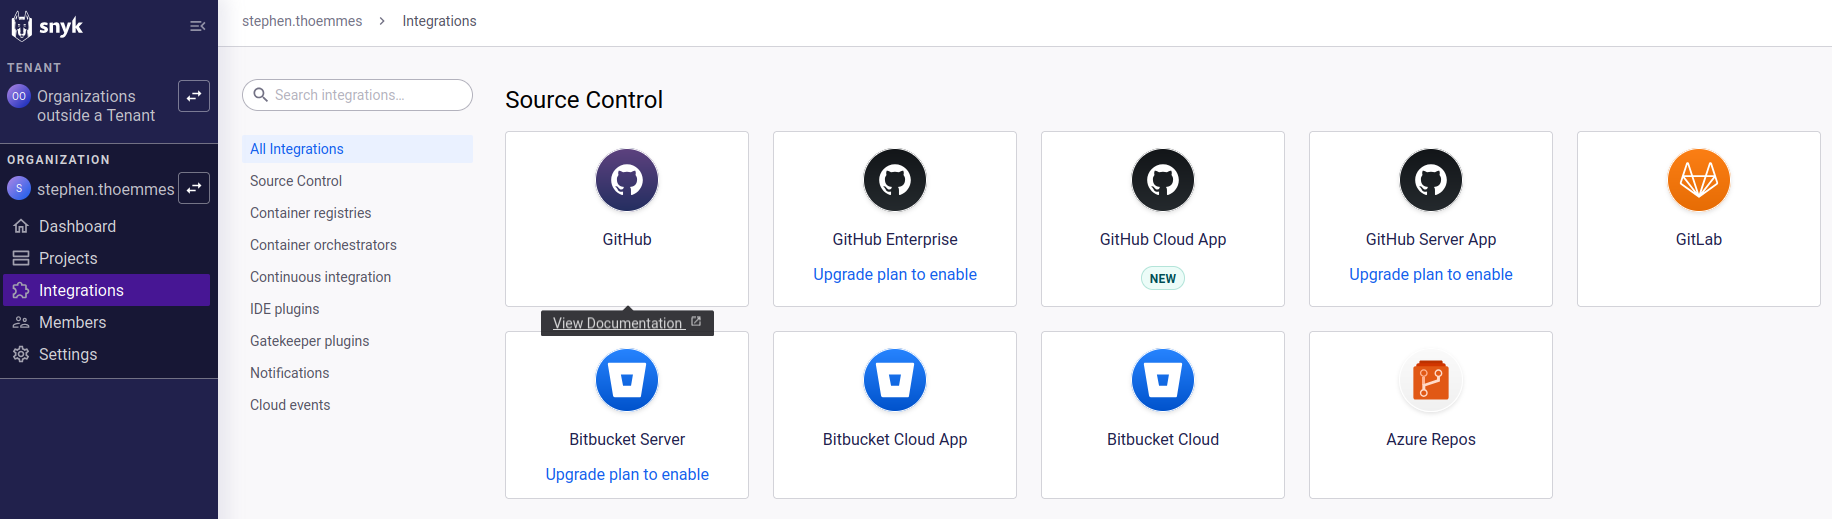 snyk
TENANT
OO
Organizations
outside a Tenant
ORGANIZATION
S
stephen.thoemmes
Dashboard
Projects
Integrations
Members
Settings
stephen.thoemmes > Integrations
Search integrations...
All Integrations
Source Control
Container registries
Container orchestrators
Continuous integration
IDE plugins
Gatekeeper plugins
Notifications
Cloud events
Source Control
GitHub
View Documentation
GitHub Enterprise
Upgrade plan to enable
GitHub Cloud App
NEW
GitHub Server App
Upgrade plan to enable
GitLab
Bitbucket Server
Upgrade plan to enable
Bitbucket Cloud App
Bitbucket Cloud
Azure Repos